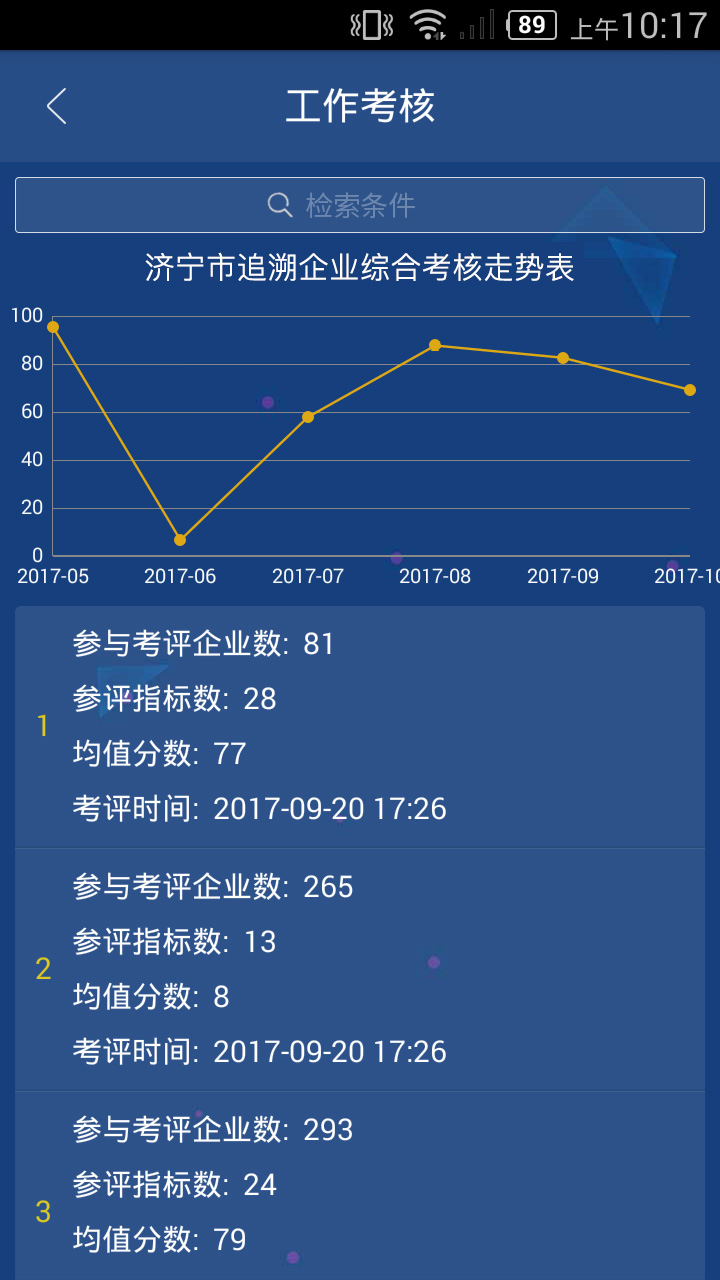 89 上午10:17
工作考核
检索条件
济宁市追溯企业综合考核走势表
100
80
60
40
20
0
2017-05 2017-06 2017-07 2017-08 2017-09 2017-10
1
参与考评企业数: 81
参评指标数: 28
均值分数: 77
考评时间: 2017-09-20 17:26
2
参与考评企业数: 265
参评指标数: 13
均值分数: 8
考评时间: 2017-09-20 17:26
3
参与考评企业数: 293
参评指标数: 24
均值分数: 79